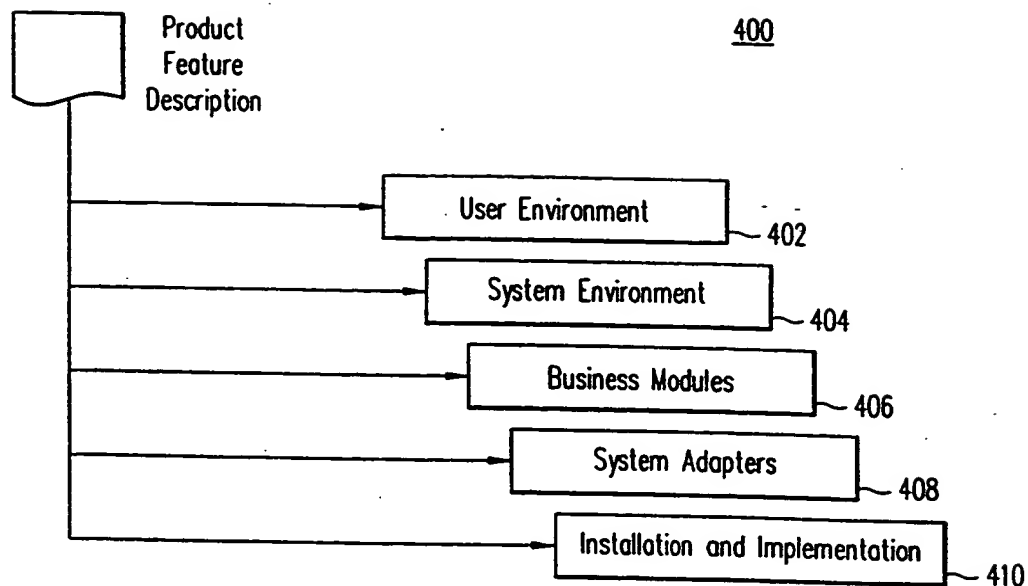 Product
Feature
Description
400
User Environment
402
System Environment
404
Business Modules
406
System Adapters
408
Installation and Implementation
410